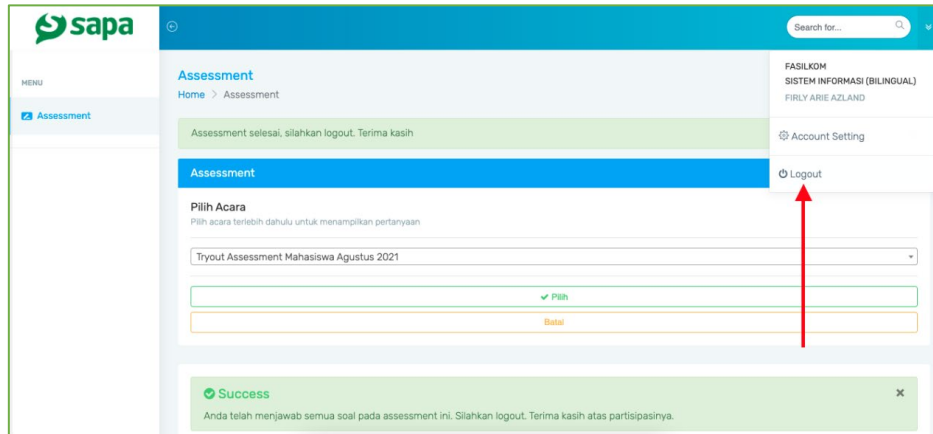 sapa
Search for...
MENU
Assessment
Assessment
Home > Assessment
Assessment selesai, silahkan logout. Terima kasih
FASILKOM
SISTEM INFORMASI (BILINGUAL)
FIRLY ARIE AZLAND
Account Setting
Logout
Assessment
Pilih Acara
Pilih acara terlebih dahulu untuk menampilkan pertanyaan
Tryout Assessment Mahasiswa Agustus 2021
Pilih
Batal
Success
Anda telah menjawab semua soal pada assessment ini. Silahkan logout. Terima kasih atas partisipasinya.